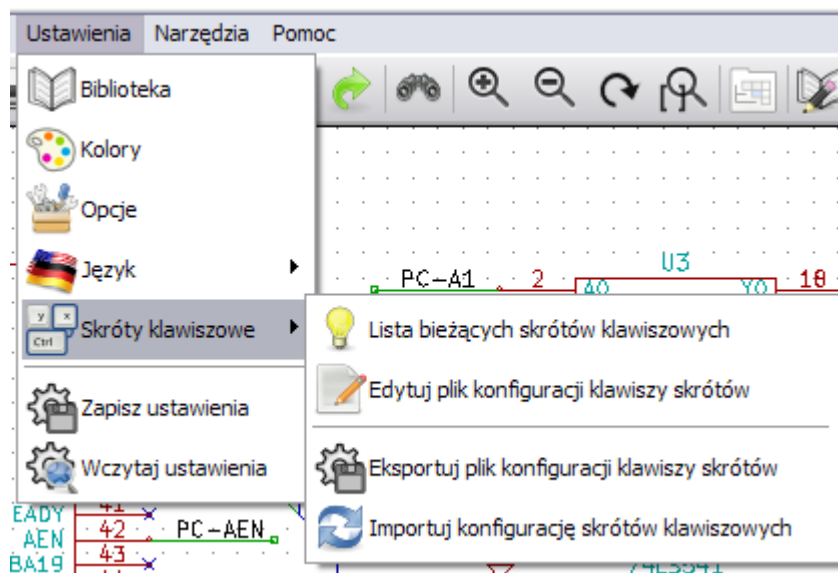 Ustawienia Narzędzia Pomoc
Biblioteka
Kolory
Opcje
Język
Skróty klawiszowe
Zapisz ustawienia
Wczytaj ustawienia
Lista bieżących skrótów klawiszowych
Edytuj plik konfiguracji klawiszy skrótów
Eksportuj plik konfiguracji klawiszy skrótów
Importuj konfigurację skrótów klawiszowych
y x
Ctrl
U3
PC-A1 2 A0 Y0 18
EADY 41
AEN 42 PC-AEN
BA19 43
74LS541